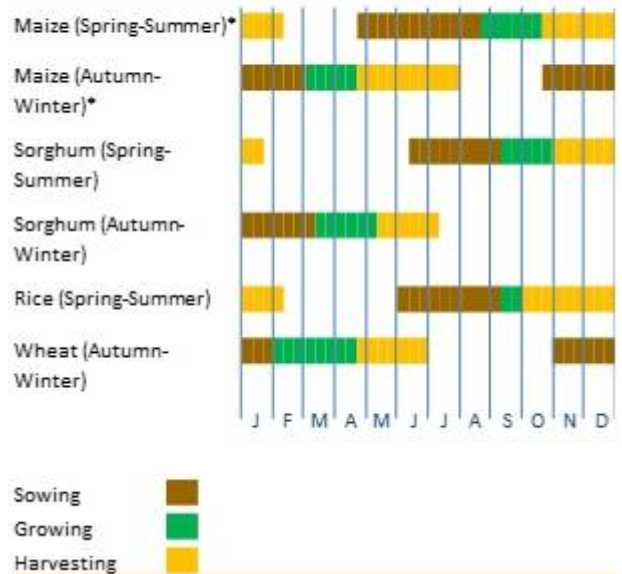 Maize (Spring-Summer)*
Maize (Autumn-
Winter)*
Sorghum (Spring-
Summer)
Sorghum (Autumn-
Winter)
Rice (Spring-Summer)
Wheat (Autumn-
Winter)
J F M A M J J A S O N D
Sowing
Growing
Harvesting